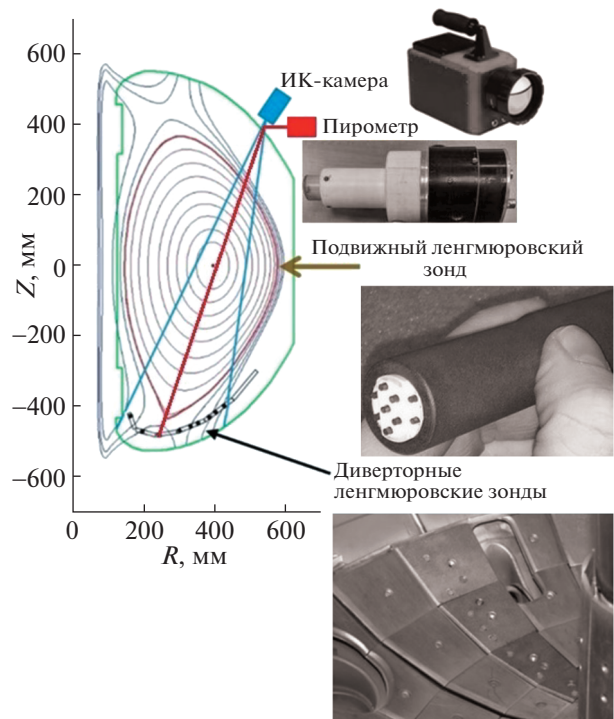 600
ИК-камера
400
Пирометр
200
Подвижный ленгмюровский
зонд
Z, мм
0
−200
−400
Диверторные
ленгмюровские зонды
−600
0 200 400 600
R, мм